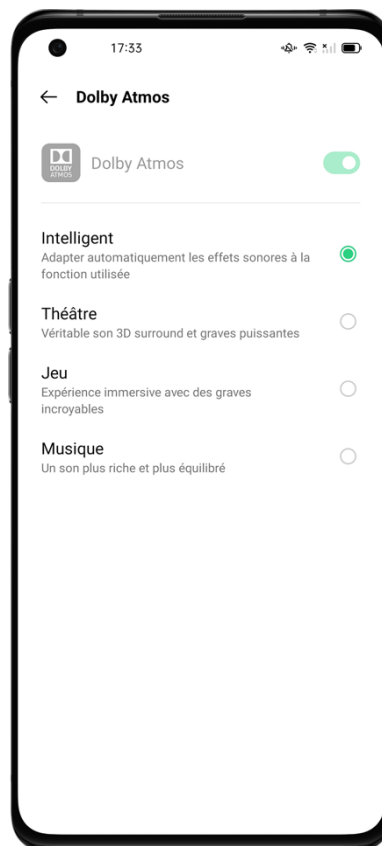 17:33
Dolby Atmos
DOLBY
ATMOS
Dolby Atmos
Intelligent
Adapter automatiquement les effets sonores à la
fonction utilisée
Théâtre
Véritable son 3D surround et graves puissantes
Jeu
Expérience immersive avec des graves
incroyables
Musique
Un son plus riche et plus équilibré